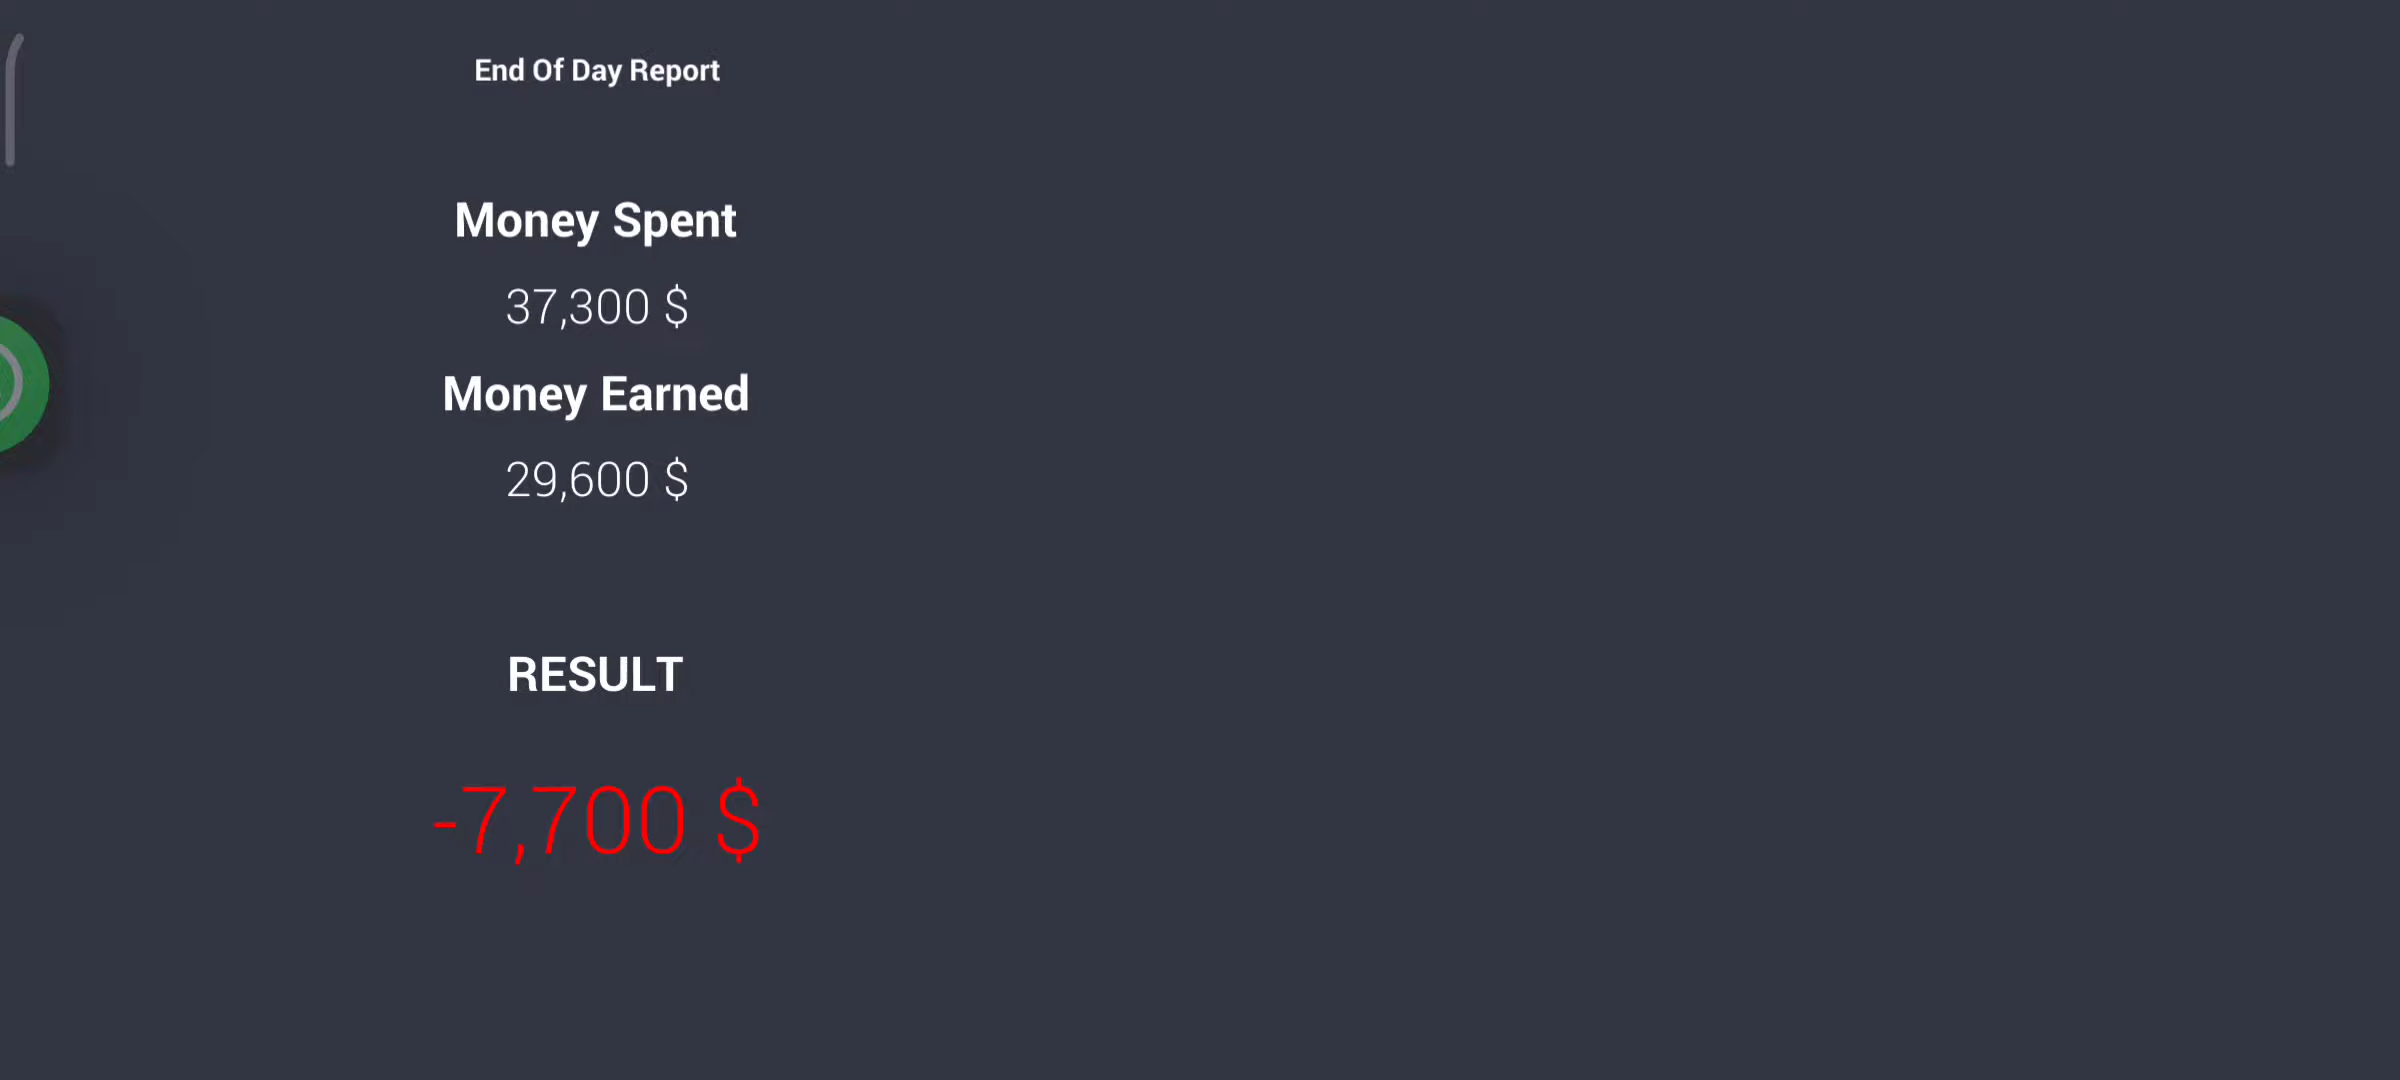 End Of Day Report
Money Spent
37,300 $
Money Earned
29,600 $
RESULT
-7,700 $